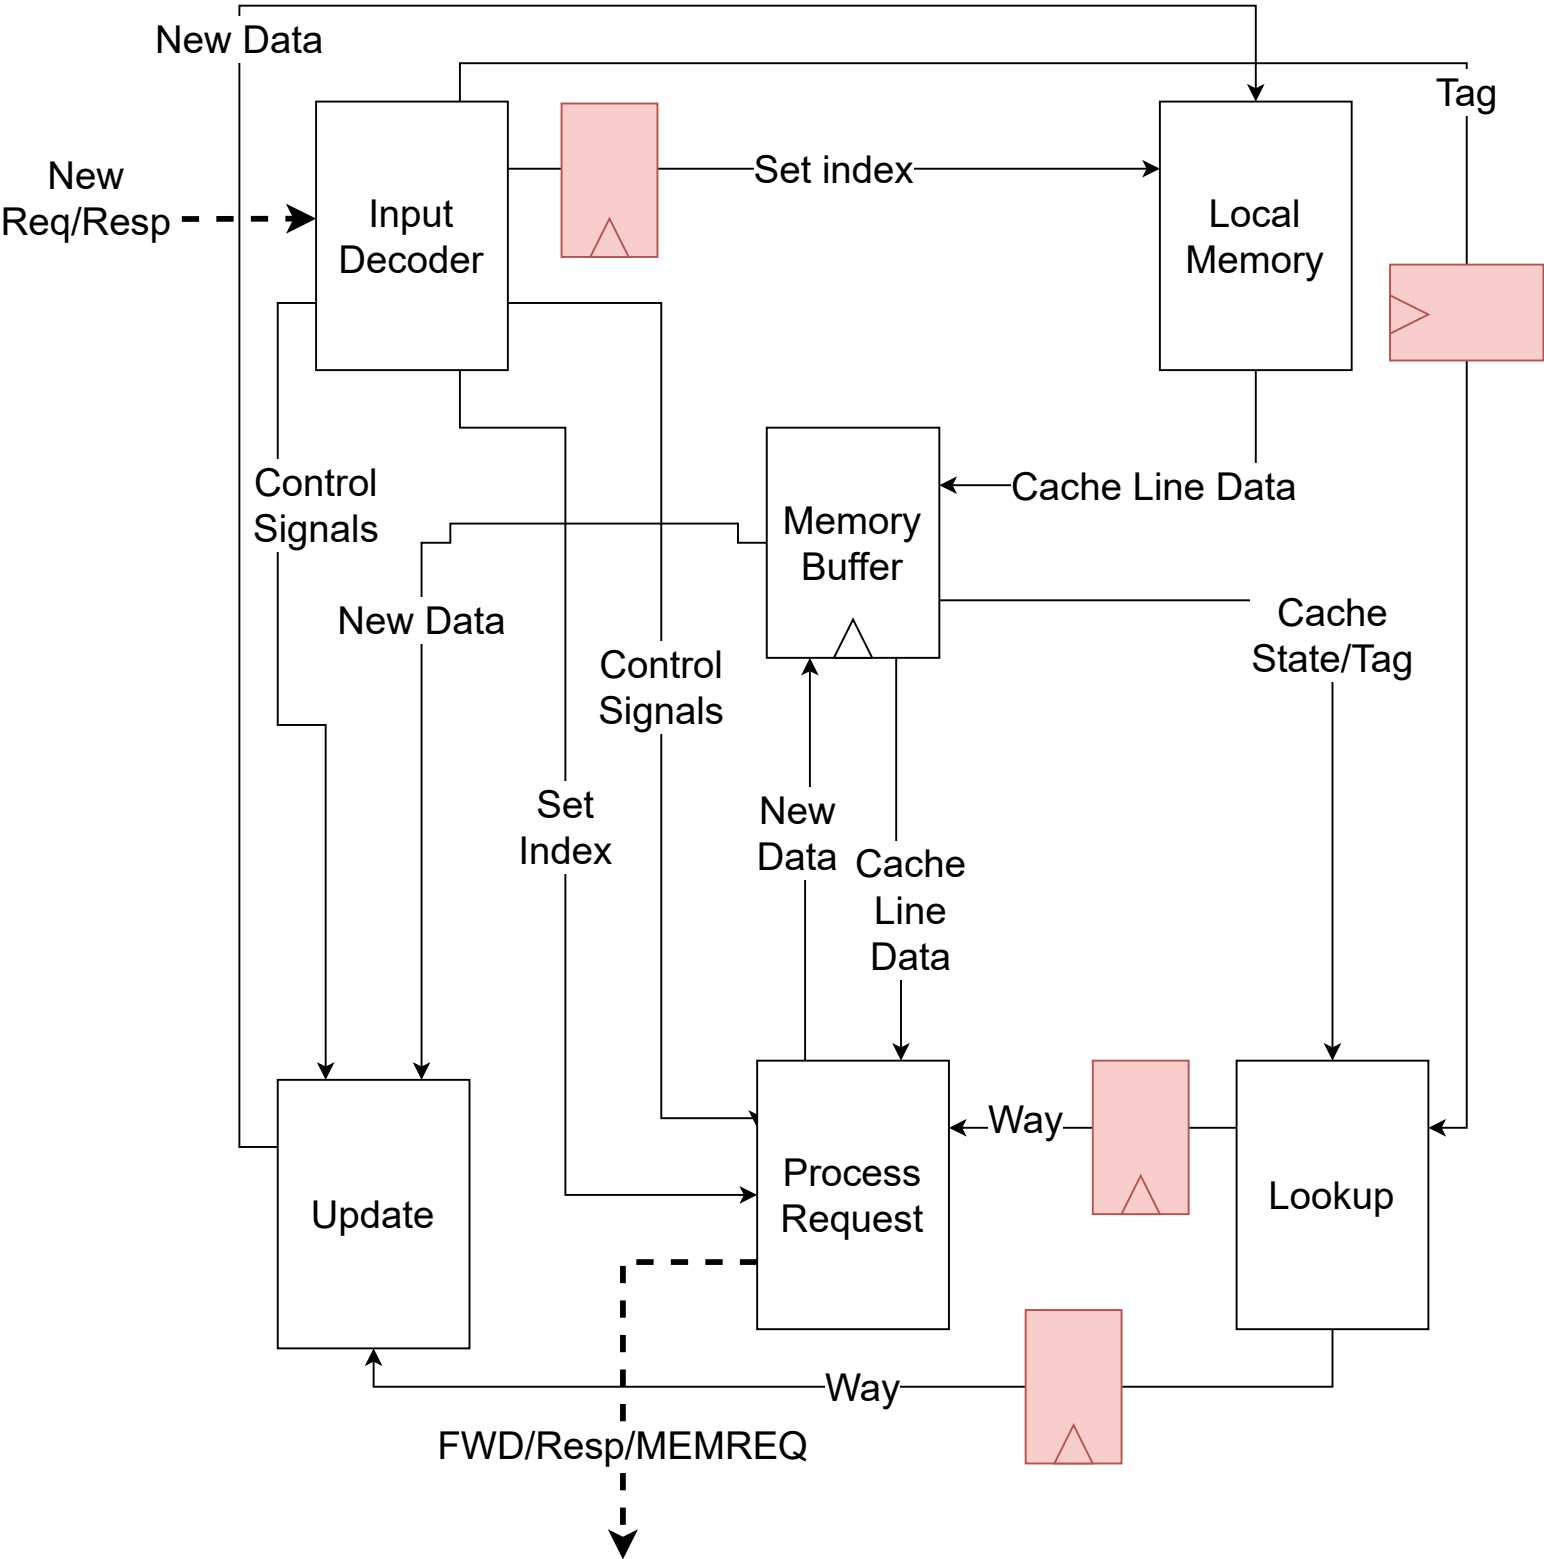 New Data
Tag
New
Req/Resp
Input
Decoder
Set index
Local
Memory
Control
Signals
Cache Line Data
Memory
Buffer
New Data
Cache
State/Tag
Control
Signals
Set
Index
New
Data
Cache
Line
Data
Way
Process
Request
Lookup
Update
Way
FWD/Resp/MEMREQ